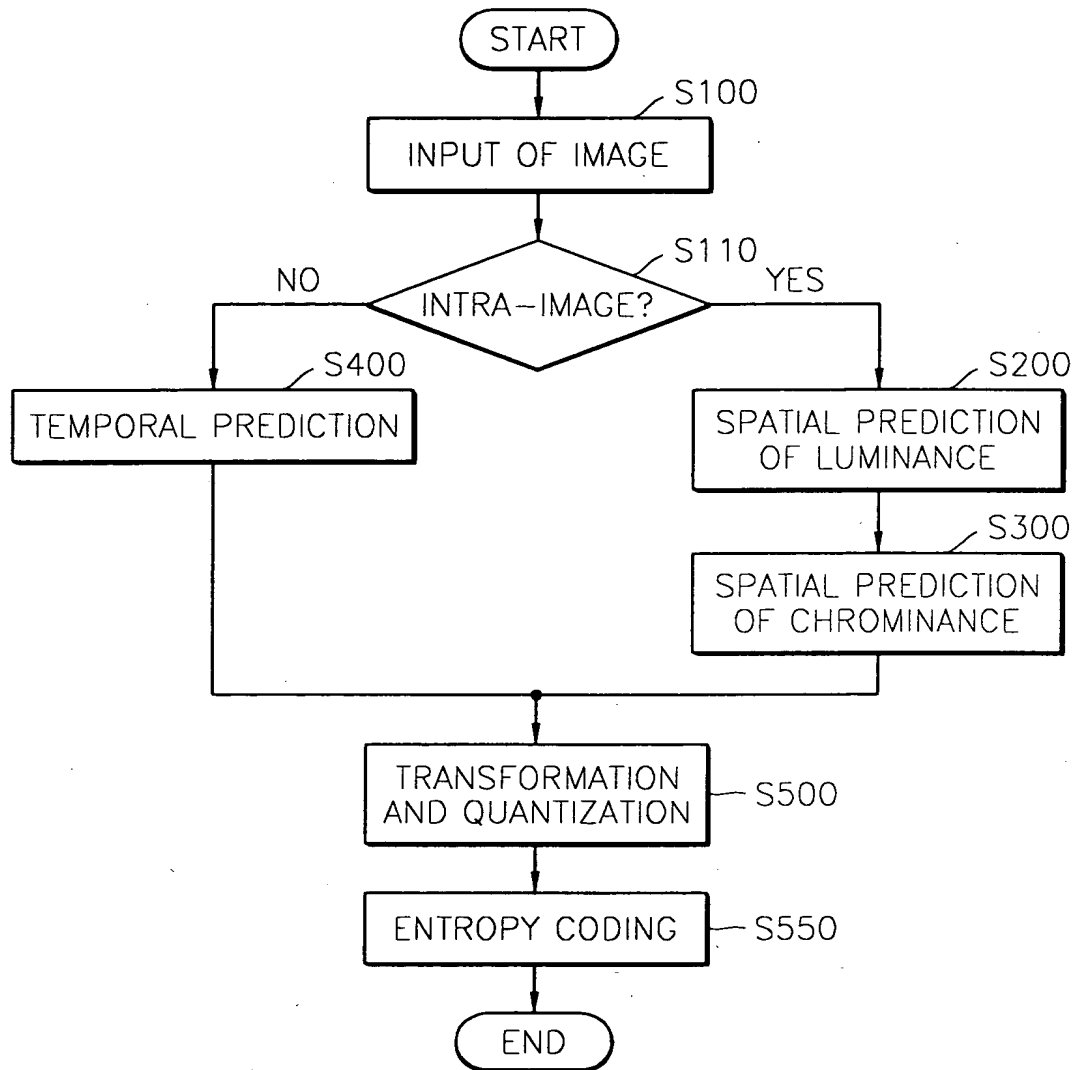 START
S100
INPUT OF IMAGE
S110
NO
INTRA-IMAGE?
YES
S400
TEMPORAL PREDICTION
S200
SPATIAL PREDICTION
OF LUMINANCE
S300
SPATIAL PREDICTION
OF CHROMINANCE
TRANSFORMATION
AND QUANTIZATION
S500
ENTROPY CODING
S550
END